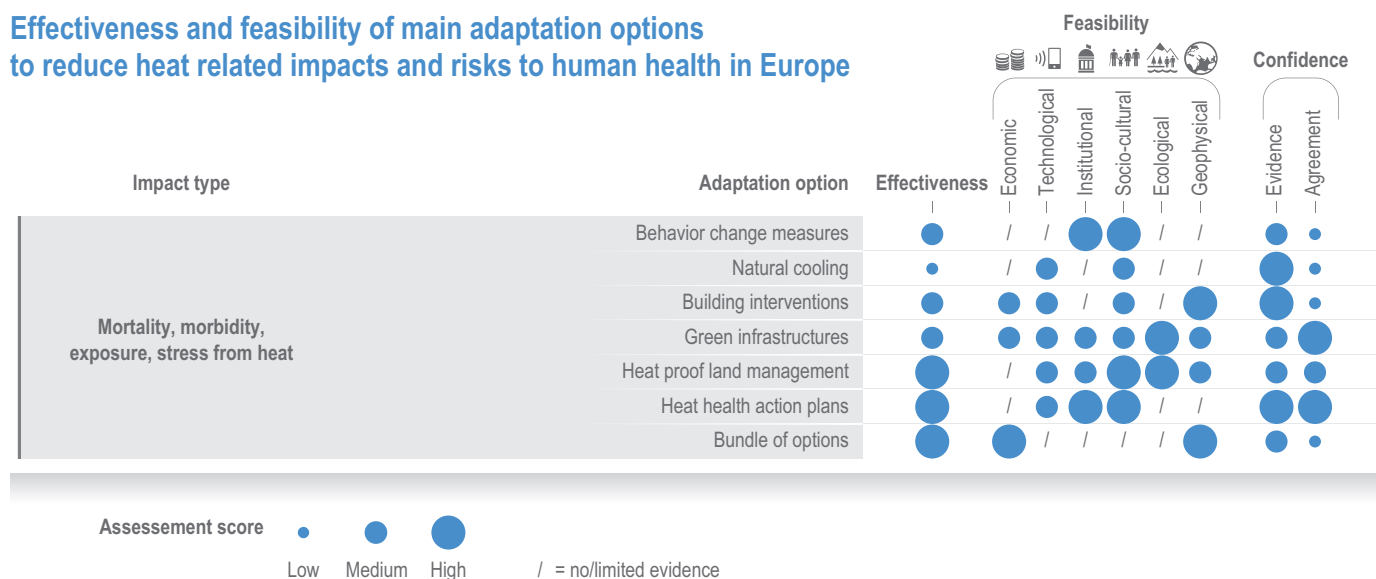 Effectiveness and feasibility of main adaptation options
to reduce heat related impacts and risks to human health in Europe
Feasibility
Confidence
Impact type
Adaptation option
Effectiveness
Economic
Technological
Institutional
Socio-cultural
Ecological
Geophysical
Evidence
Agreement
Mortality, morbidity,
exposure, stress from heat
Behavior change measures / / / /
Natural cooling / / / /
Building interventions / /
Green infrastructures
Heat proof land management /
Heat health action plans / / /
Bundle of options / / / /
Assessement score
Low Medium High / = no/limited evidence